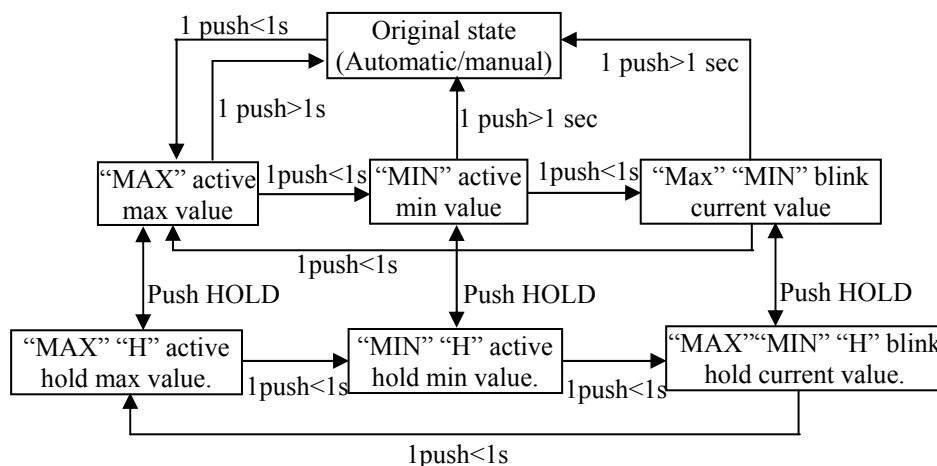 1 push<1s
Original state
(Automatic/manual)
1 push>1 sec
1 push>1s
1 push>1 sec
“MAX” active
max value
1push<1s
“MIN” active
min value
1push<1s
“Max” “MIN” blink
current value
1push<1s
Push HOLD
Push HOLD
Push HOLD
“MAX” “H” active
hold max value.
1push<1s
“MIN” “H” active
hold min value.
1push<1s
“MAX”“MIN” “H” blink
hold current value.
1push<1s